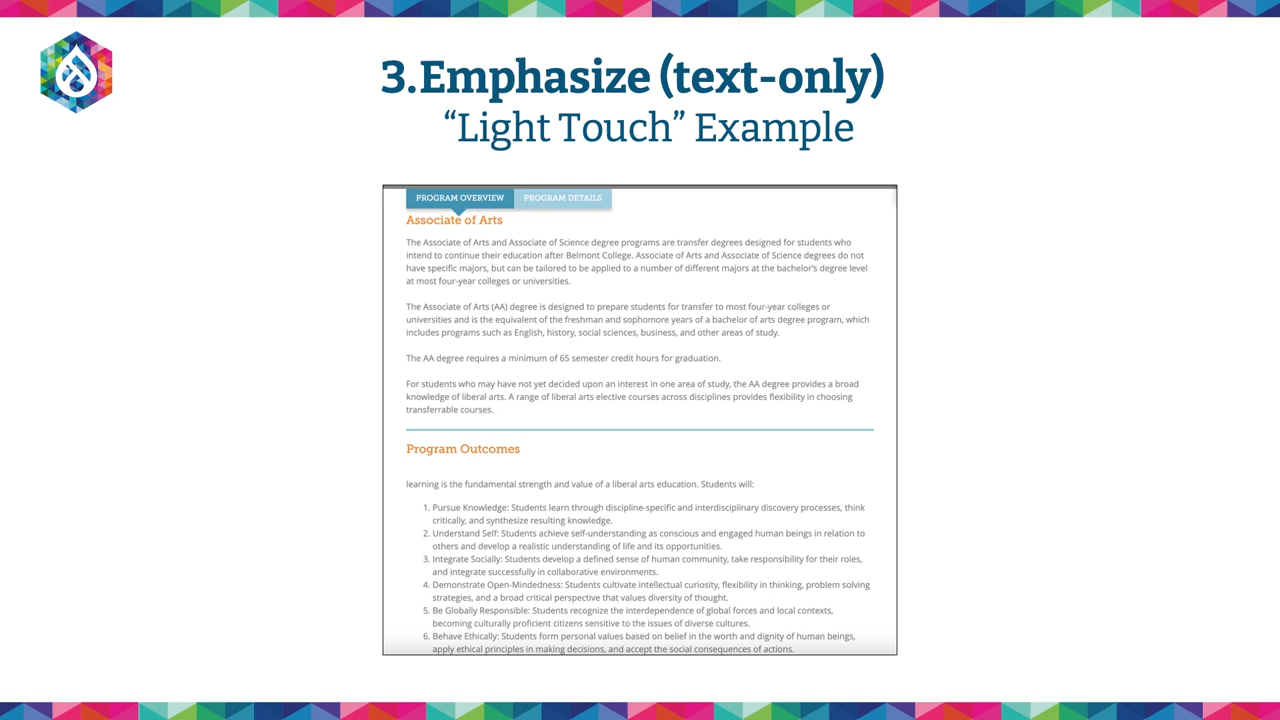 3.Emphasize (text-only)
“Light Touch” Example
PROGRAM OVERVIEW
PROGRAM DETAILS
Associate of Arts
The Associate of Arts and Associate of Science degree programs are transfer degrees designed for students who
intend to continue their education after Belmont College. Associate of Arts and Associate of Science degrees do not
have specific majors, but can be tailored to be applied to a number of different majors at the bachelor’s degree level
at most four-year colleges or universities.
The Associate of Arts (AA) degree is designed to prepare students for transfer to most four-year colleges or
universities and is the equivalent of the freshman and sophomore years of a bachelor of arts degree program, which
includes programs such as English, history, social sciences, business, and other areas of study.
The AA degree requires a minimum of 65 semester credit hours for graduation.
For students who may have not yet decided upon an interest in one area of study, the AA degree provides a broad
knowledge of liberal arts. A range of liberal arts elective courses across disciplines provides flexibility in choosing
transferrable courses.
Program Outcomes
learning is the fundamental strength and value of a liberal arts education. Students will:
1. Pursue Knowledge: Students learn through discipline-specific and interdisciplinary discovery processes, think
critically, and synthesize resulting knowledge.
2. Understand Self: Students achieve self-understanding as conscious and engaged human beings in relation to
others and develop a realistic understanding of life and its opportunities.
3. Integrate Socially: Students develop a defined sense of human community, take responsibility for their roles,
and integrate successfully in collaborative environments.
4. Demonstrate Open-Mindedness: Students cultivate intellectual curiosity, flexibility in thinking, problem solving
strategies, and a broad critical perspective that values diversity of thought.
5. Be Globally Responsible: Students recognize the interdependence of global forces and local contexts,
becoming culturally proficient citizens sensitive to the issues of diverse cultures.
6. Behave Ethically: Students form personal values based on belief in the worth and dignity of human beings,
apply ethical principles in making decisions, and accept the social consequences of actions.